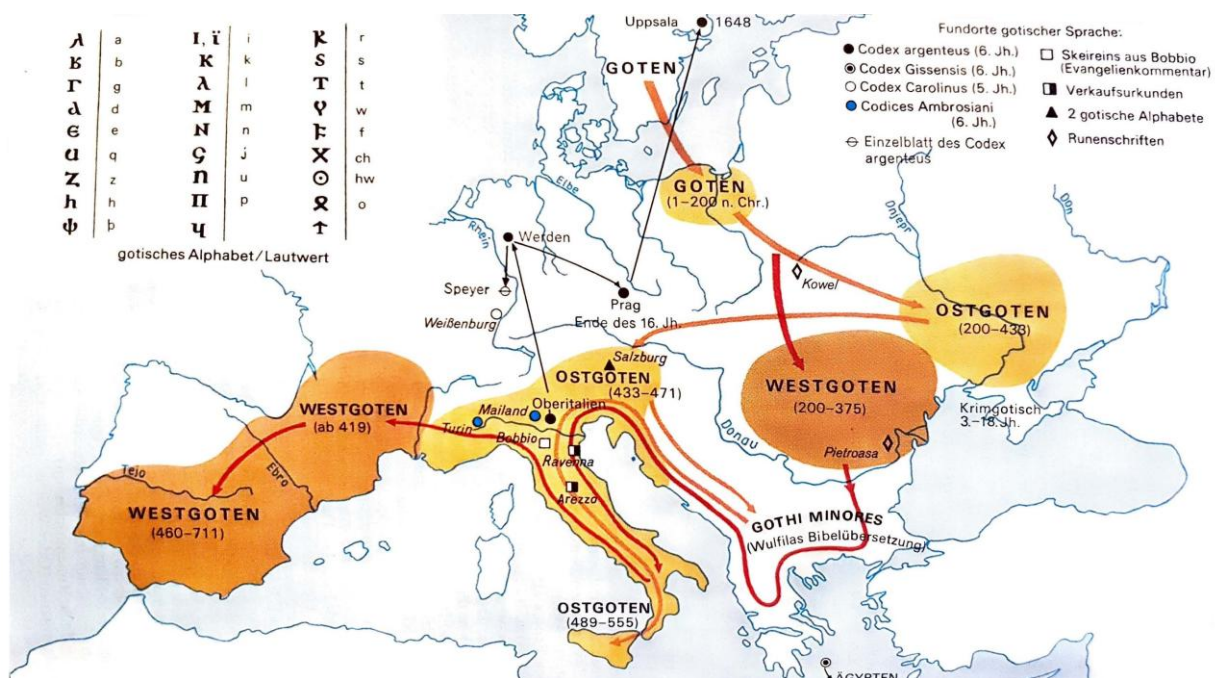 𐌰 a 𐌹, 𐌹̈ i 𐍂 r
𐌱 b 𐌺 k 𐍃 s
𐌲 g 𐌻 l 𐍄 t
𐌳 d 𐌼 m 𐍅 w
𐌴 e 𐌽 n 𐍆 f
𐌵 q 𐌾 j 𐍇 ch
𐌶 z 𐌿 u 𐍈 hw
𐌷 h 𐍀 p 𐍉 o
𐌸 þ 𐍁 𐍊
gotisches Alphabet/Lautwert
Fundorte gotischer Sprache:
Codex argenteus (6. Jh.)
Codex Gissensis (6. Jh.)
Codex Carolinus (5. Jh.)
Codices Ambrosiani
(6. Jh.)
Einzelblatt des Codex
argenteus
Skeireins aus Bobbio
(Evangelienkommentar)
Verkaufsurkunden
2 gotische Alphabete
Runenschriften
Uppsala 1648
GOTEN
GOTEN
(1–200 n. Chr.)
Elbe
Rhein
Dnjepr
Don
Werden
Kowel
Speyer
Weißenburg
Prag
Ende des 16. Jh.
OSTGOTEN
(200–433)
Salzburg
OSTGOTEN
(433–471)
WESTGOTEN
(200–375)
Krimgotisch
3.–18. Jh.
WESTGOTEN
(ab 419)
Mailand
Oberitalien
Turin
Bobbio
Ravenna
Arezzo
Donau
Pietroasa
Tejo
Ebro
WESTGOTEN
(460–711)
GOTHI MINORES
(Wulfilas Bibelübersetzung)
OSTGOTEN
(489–555)
ÄGYPTEN